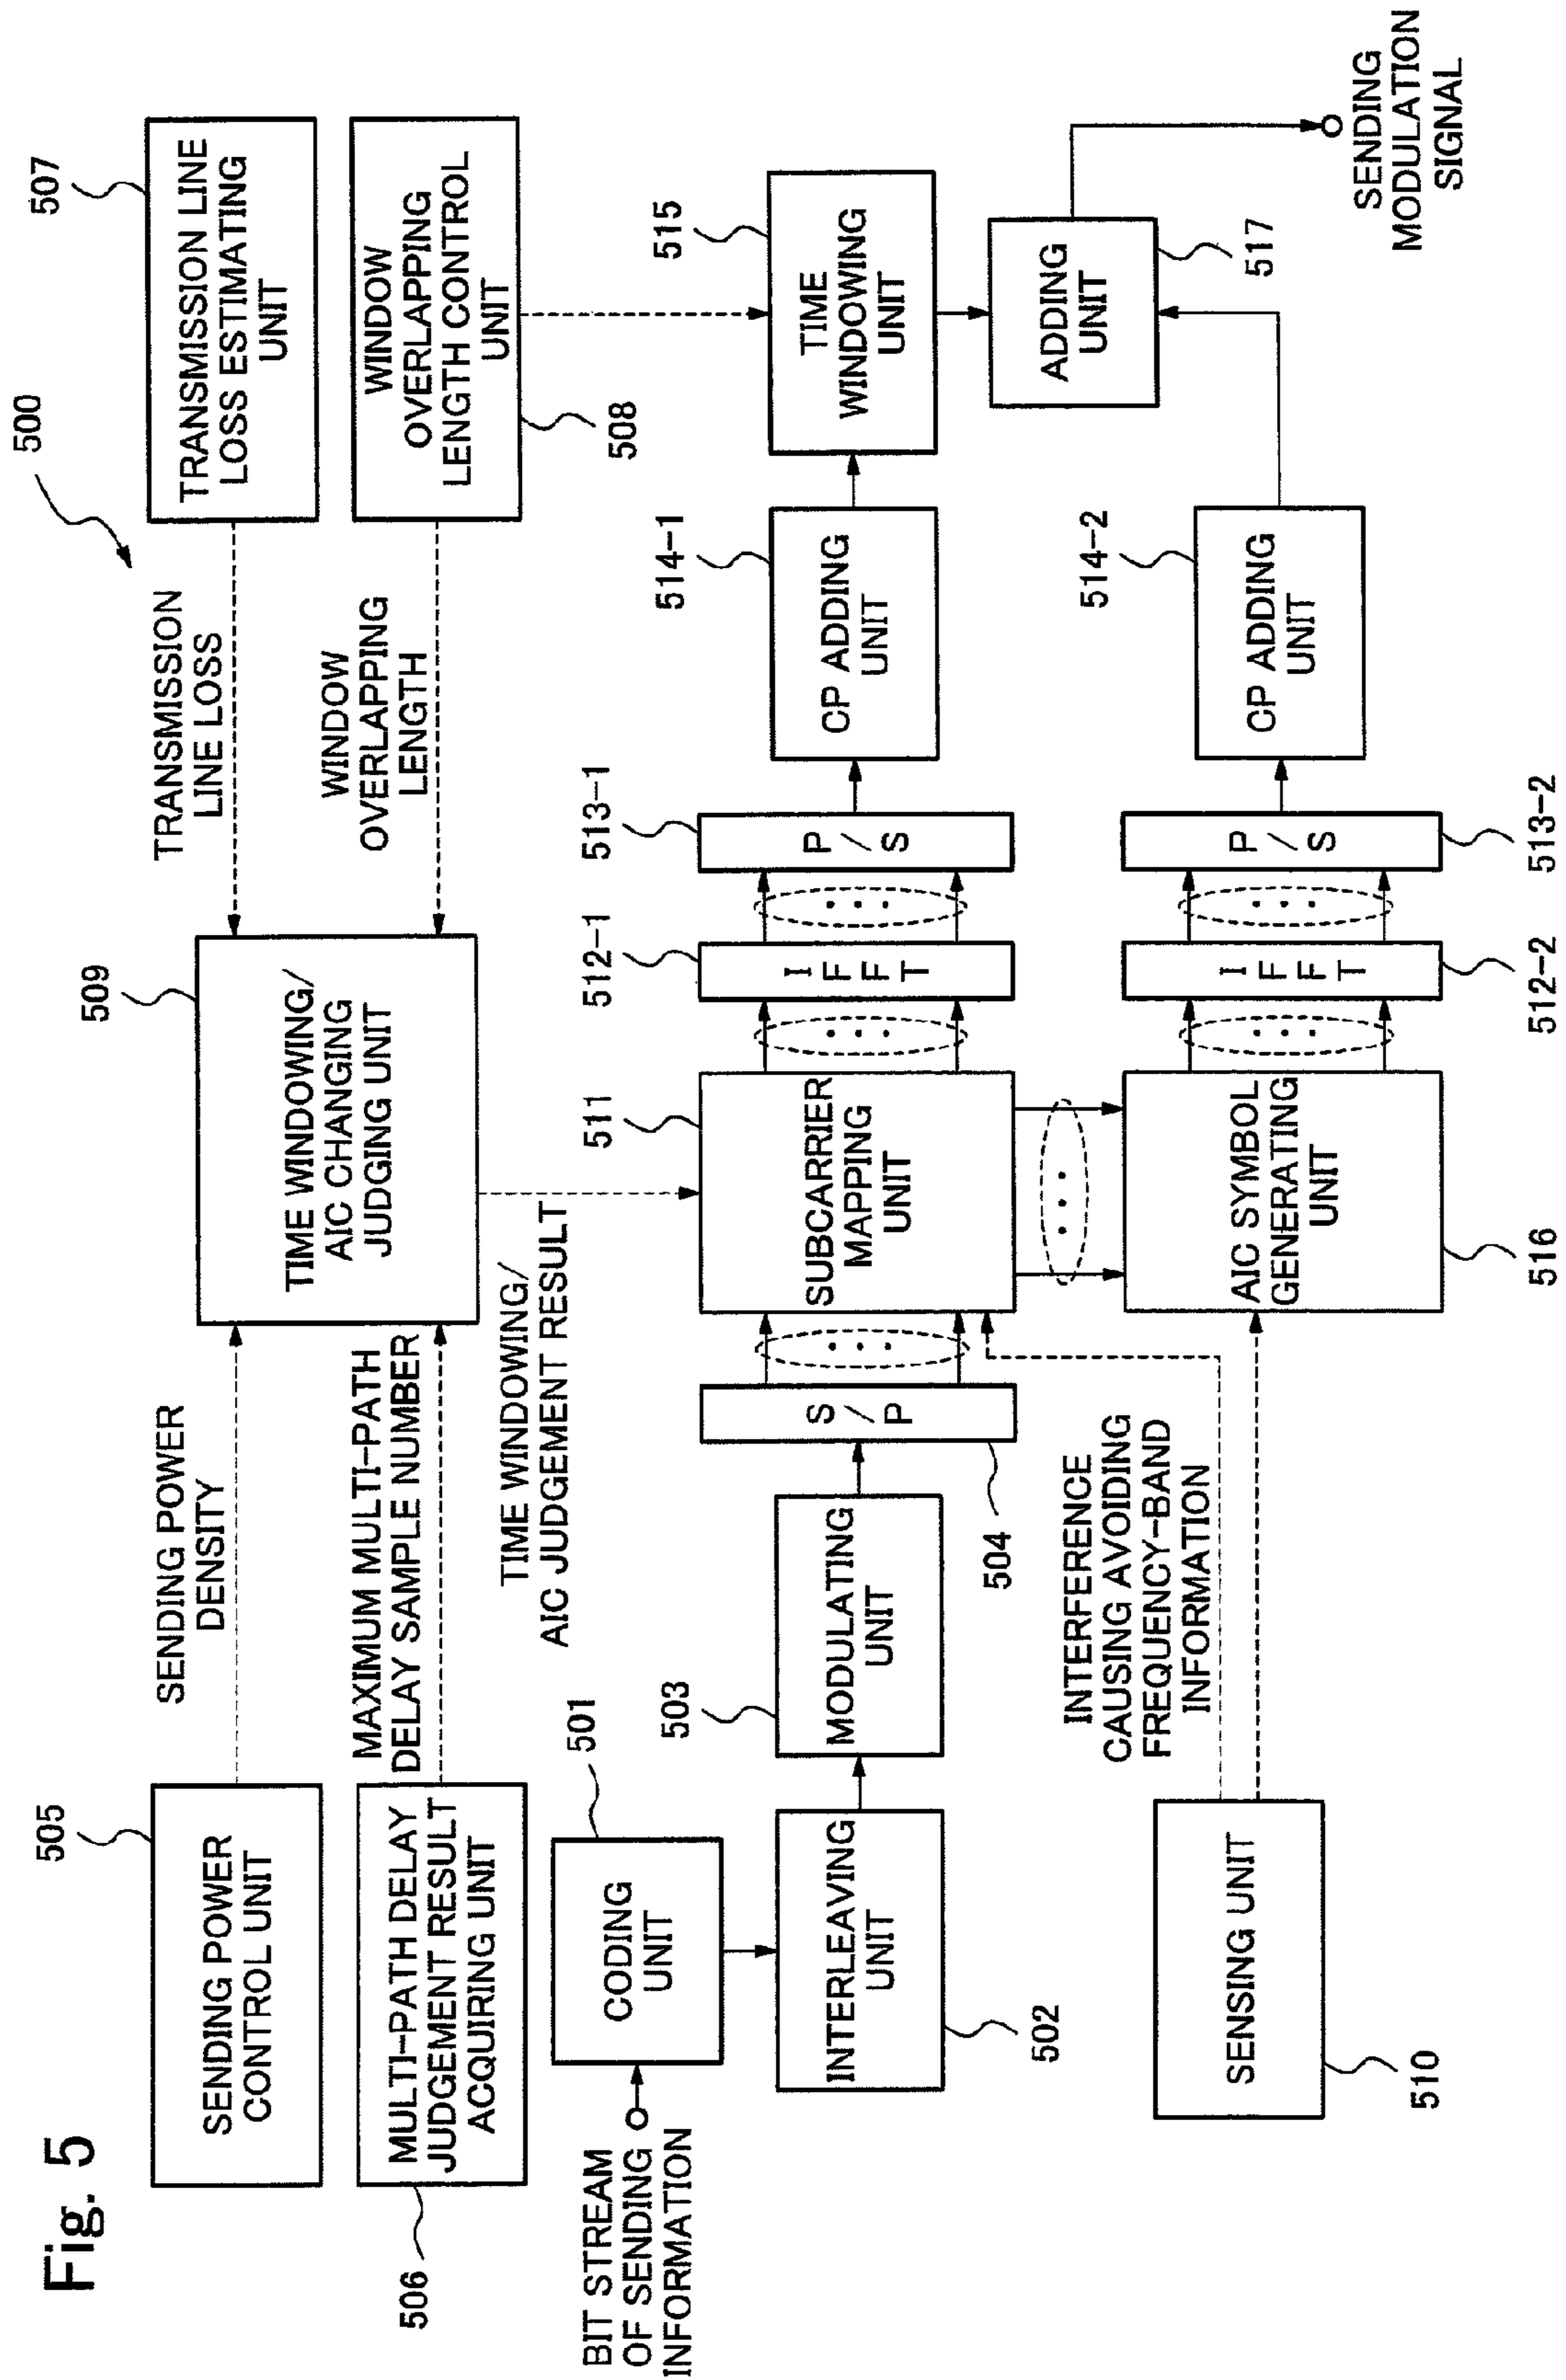 Fig. 5
500
505
SENDING POWER
CONTROL UNIT
SENDING POWER
DENSITY
509
TIME WINDOWING/
AIC CHANGING
JUDGING UNIT
TRANSMISSION
LINE LOSS
507
TRANSMISSION LINE
LOSS ESTIMATING
UNIT
506
MULTI-PATH DELAY
JUDGEMENT RESULT
ACQUIRING UNIT
MAXIMUM MULTI-PATH
DELAY SAMPLE NUMBER
WINDOW
OVERLAPPING
LENGTH
WINDOW
OVERLAPPING
LENGTH CONTROL
UNIT
508
TIME WINDOWING/
AIC JUDGEMENT RESULT
BIT STREAM
OF SENDING
INFORMATION
501
CODING
UNIT
INTERLEAVING
UNIT
502
503
MODULATING
UNIT
S/P
504
511
SUBCARRIER
MAPPING
UNIT
512-1
IFFT
513-1
P/S
514-1
CP ADDING
UNIT
515
TIME
WINDOWING
UNIT
ADDING
UNIT
517
SENDING
MODULATION
SIGNAL
SENSING UNIT
510
INTERFERENCE
CAUSING AVOIDING
FREQUENCY-BAND
INFORMATION
AIC SYMBOL
GENERATING
UNIT
516
IFFT
512-2
P/S
513-2
514-2
CP ADDING
UNIT